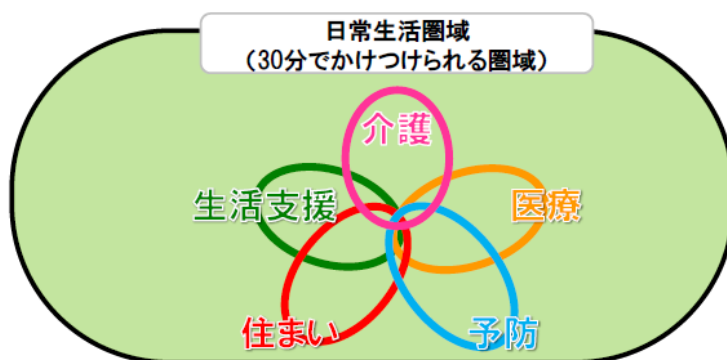 日常生活圏域
（30分でかけつけられる圏域）
介護
生活支援
医療
住まい
予防